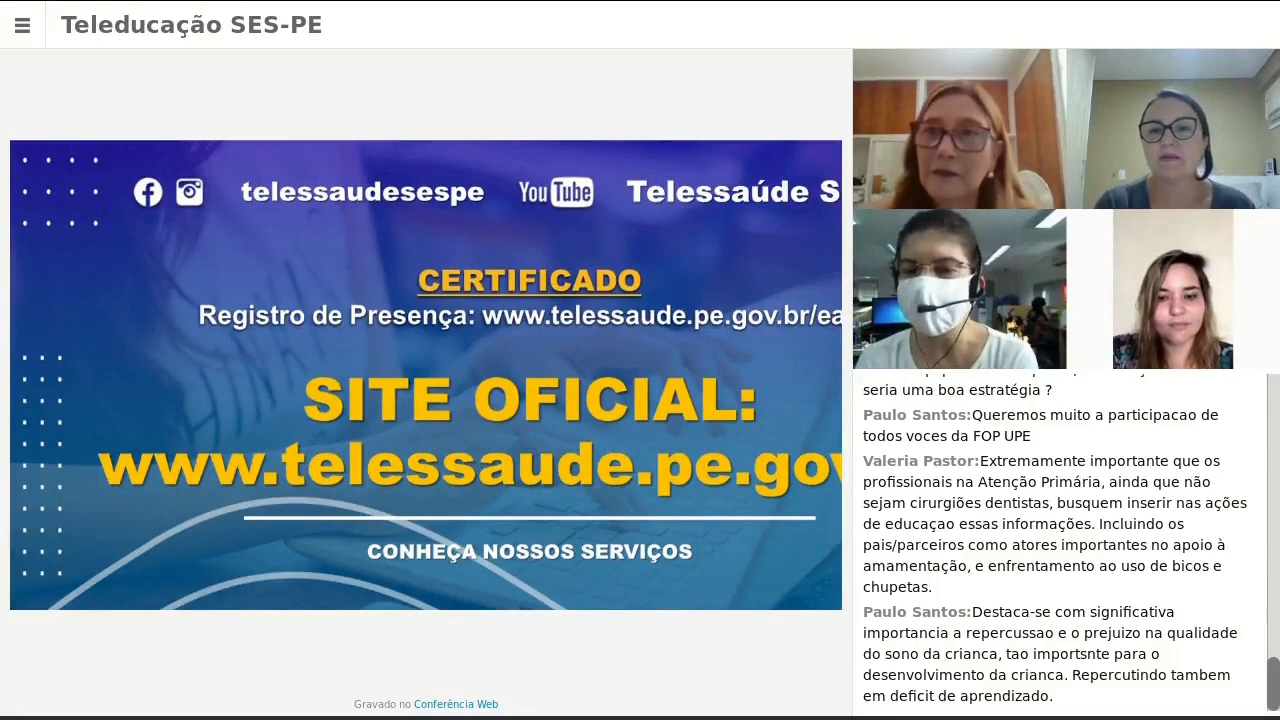 Teleducação SES-PE
telessaudesespe YouTube Telessaúde S
CERTIFICADO
Registro de Presença: www.telessaude.pe.gov.br/ea
SITE OFICIAL:
www.telessaude.pe.gov
CONHEÇA NOSSOS SERVIÇOS
Gravado no Conferência Web
seria uma boa estratégia ?
Paulo Santos:Queremos muito a participacao de
todos voces da FOP UPE
Valeria Pastor:Extremamente importante que os
profissionais na Atenção Primária, ainda que não
sejam cirurgiões dentistas, busquem inserir nas ações
de educaçao essas informações. Incluindo os
pais/parceiros como atores importantes no apoio à
amamentação, e enfrentamento ao uso de bicos e
chupetas.
Paulo Santos:Destaca-se com significativa
importancia a repercussao e o prejuizo na qualidade
do sono da crianca, tao importsnte para o
desenvolvimento da crianca. Repercutindo tambem
em deficit de aprendizado.